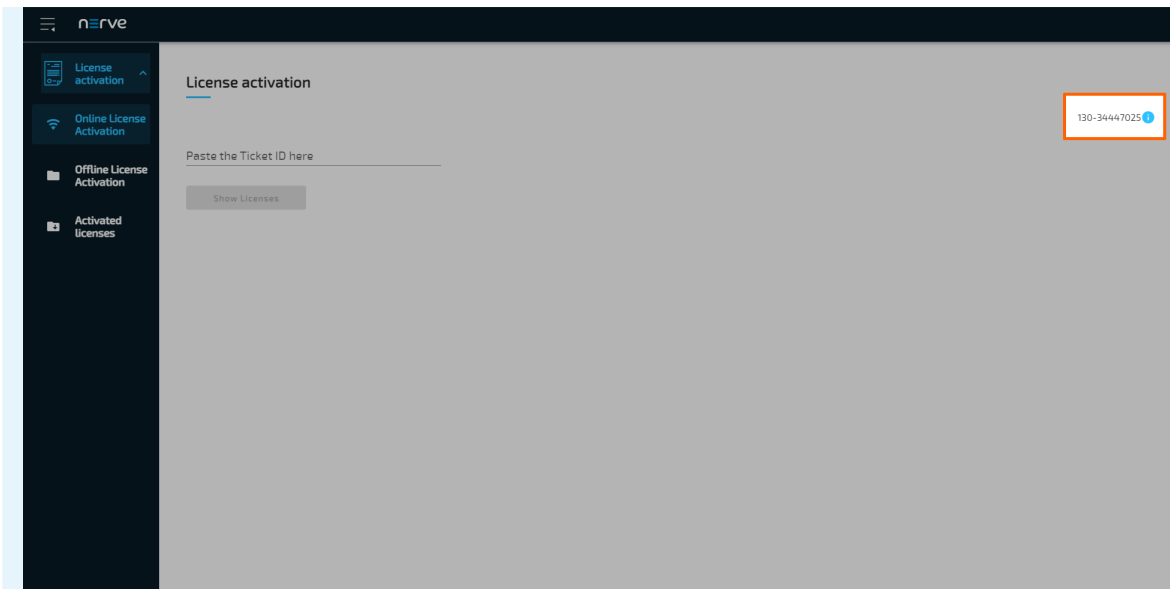 nerve
License
activation
Online License
Activation
Offline License
Activation
Activated
licenses
License activation
130-34447025
Paste the Ticket ID here
Show Licenses